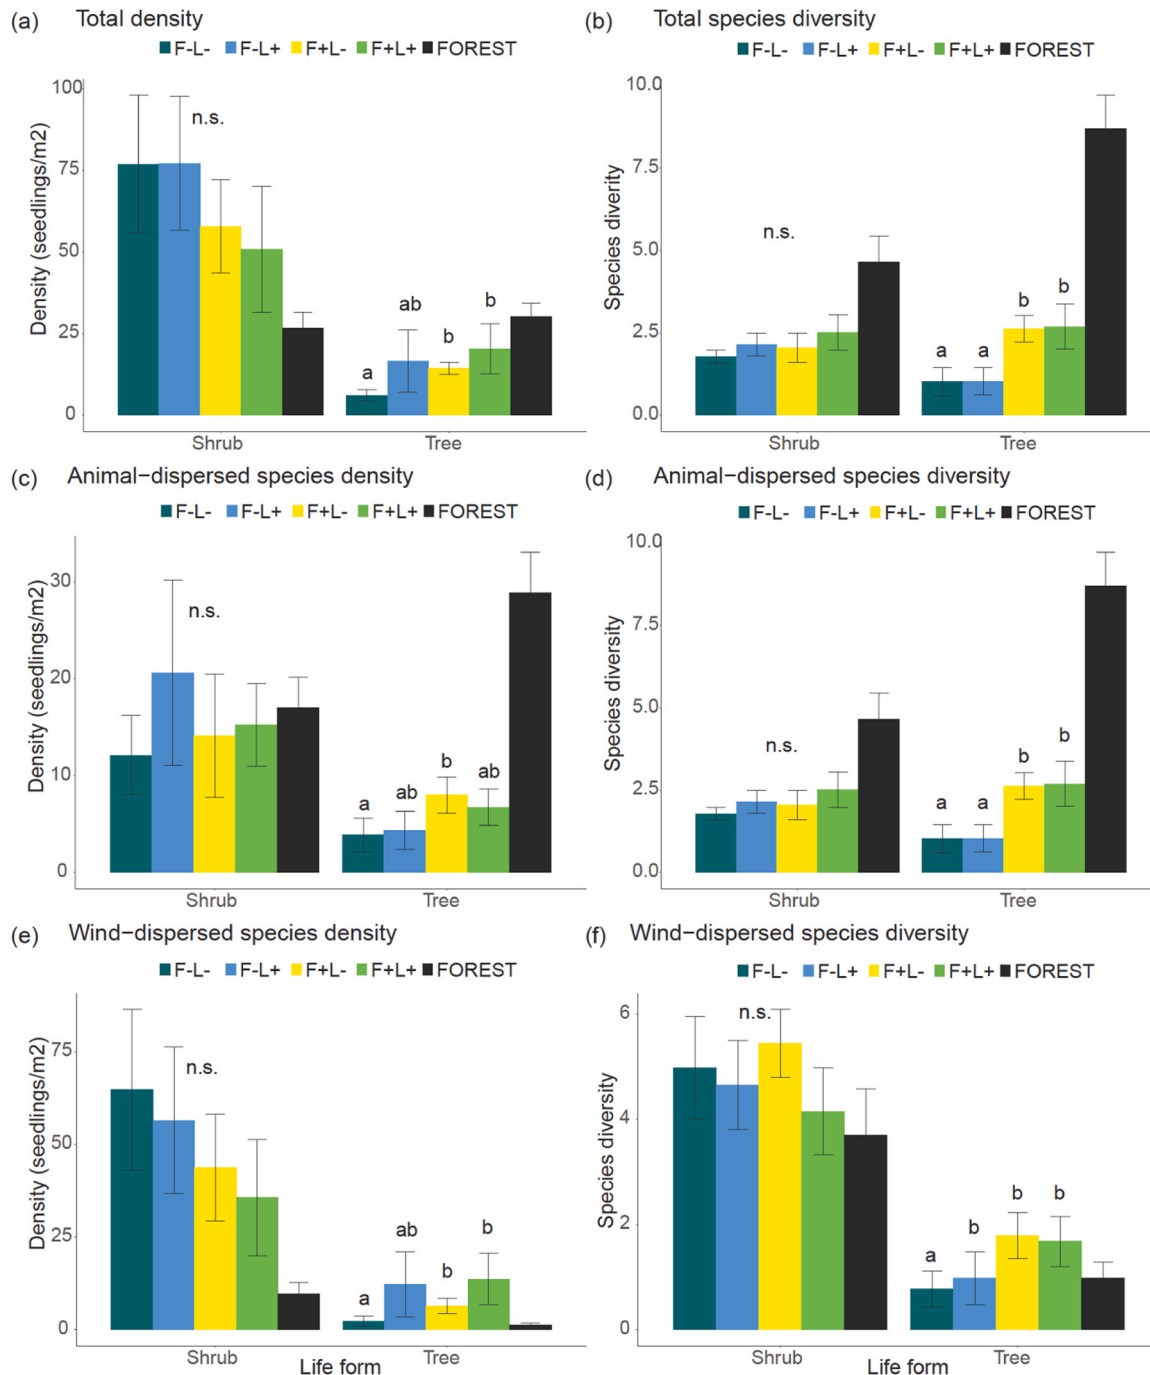 (a) Total density
F-L- F-L+ F+L- F+L+ FOREST
Density (seedlings/m2)
100
75
50
25
0
n.s.
a
ab
b
b
Shrub Tree
(b) Total species diversity
F-L- F-L+ F+L- F+L+ FOREST
Species diverity
10.0
7.5
5.0
2.5
0.0
n.s.
a
a
b
b
Shrub Tree
(c) Animal–dispersed species density
F-L- F-L+ F+L- F+L+ FOREST
Density (seedlings/m2)
30
20
10
0
n.s.
a
ab
b
ab
Shrub Tree
(d) Animal–dispersed species diversity
F-L- F-L+ F+L- F+L+ FOREST
Species diversity
10.0
7.5
5.0
2.5
0.0
n.s.
a
a
b
b
Shrub Tree
(e) Wind–dispersed species density
F-L- F-L+ F+L- F+L+ FOREST
Density (seedlings/m2)
75
50
25
0
n.s.
a
ab
b
b
Shrub Tree
Life form
(f) Wind–dispersed species diversity
F-L- F-L+ F+L- F+L+ FOREST
Species diversity
6
4
2
0
n.s.
a
b
b
b
Shrub Tree
Life form